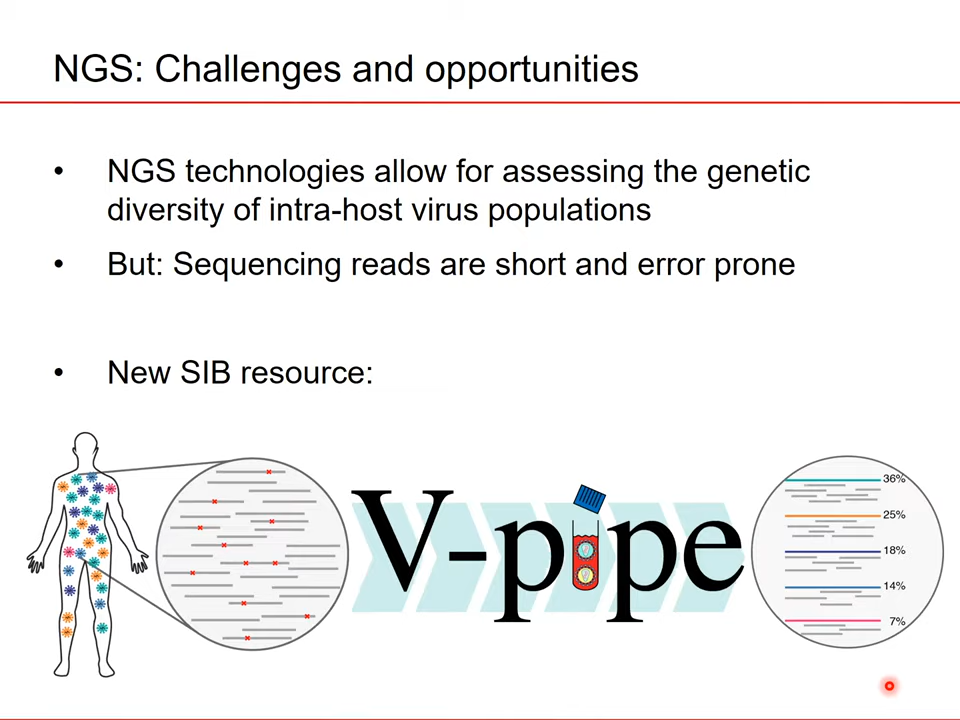 NGS: Challenges and opportunities
• NGS technologies allow for assessing the genetic
diversity of intra-host virus populations
• But: Sequencing reads are short and error prone
• New SIB resource:
V-pipe
36%
25%
18%
14%
7%